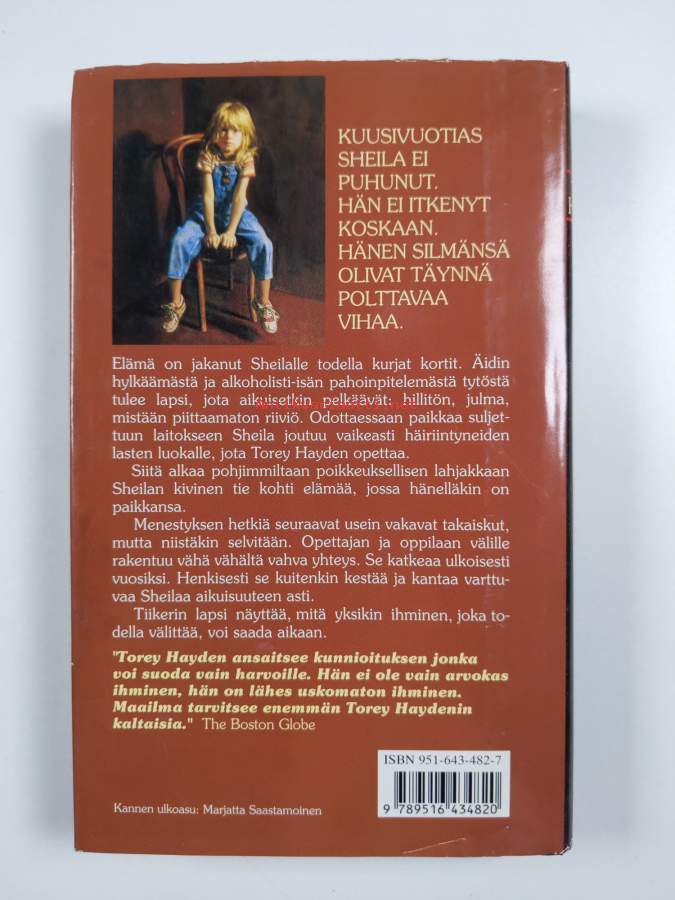 KUUSIVUOTIAS
SHEILA EI
PUHUNUT.
HÄN EI ITKENYT
KOSKAAN.
HÄNEN SILMÄNSÄ
OLIVAT TÄYNNÄ
POLTTAVAA
VIHAA.
Elämä on jakanut Sheilalle todella kurjat kortit. Äidin
hylkäämästä ja alkoholisti-isän pahoinpitelemästä tytöstä
tulee lapsi, jota aikuisetkin pelkäävät: hillitön, julma,
mistään piittaamaton riiviö. Odottaessaan paikkaa suljet-
tuun laitokseen Sheila joutuu vaikeasti häiriintyneiden
lasten luokalle, jota Torey Hayden opettaa.
Siitä alkaa pohjimmiltaan poikkeuksellisen lahjakkaan
Sheilan kivinen tie kohti elämää, jossa hänelläkin on
paikkansa.
Menestyksen hetkiä seuraavat usein vakavat takaiskut,
mutta niistäkin selvitään. Opettajan ja oppilaan välille
rakentuu vähä vähältä vahva yhteys. Se katkeaa ulkoisesti
vuosiksi. Henkisesti se kuitenkin kestää ja kantaa varttu-
vaa Sheilaa aikuisuuteen asti.
Tiikerin lapsi näyttää, mitä yksikin ihminen, joka to-
della välittää, voi saada aikaan.
"Torey Hayden ansaitsee kunnioituksen jonka
voi suoda vain harvoille. Hän ei ole vain arvokas
ihminen, hän on lähes uskomaton ihminen.
Maailma tarvitsee enemmän Torey Haydenin
kaltaisia." The Boston Globe
ISBN 951-643-482-7
9 789516 434820
Kannen ulkoasu: Marjatta Saastamoinen